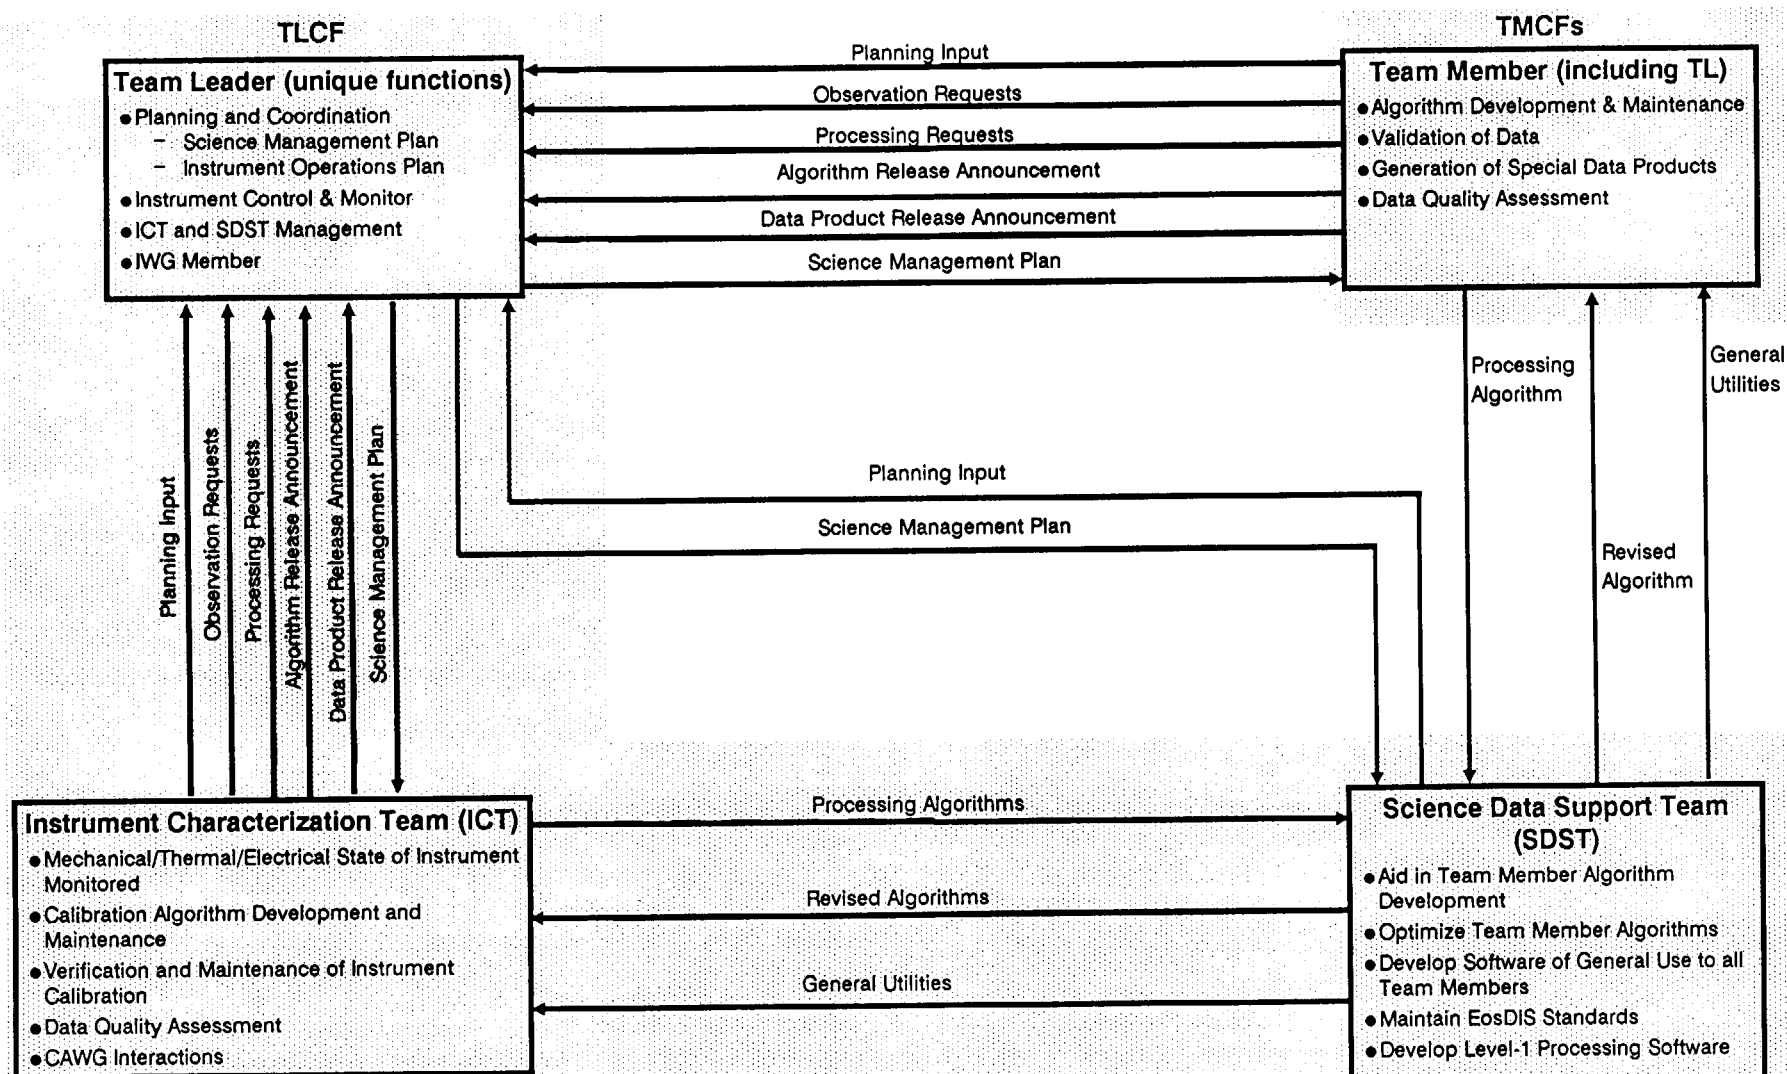 TLCF
TMCFs
Team Leader (unique functions)
●Planning and Coordination
– Science Management Plan
– Instrument Operations Plan
●Instrument Control & Monitor
●ICT and SDST Management
●IWG Member
Planning Input
Observation Requests
Processing Requests
Algorithm Release Announcement
Data Product Release Announcement
Science Management Plan
Team Member (including TL)
●Algorithm Development & Maintenance
●Validation of Data
●Generation of Special Data Products
●Data Quality Assessment
Planning Input
Observation Requests
Processing Requests
Algorithm Release Announcement
Data Product Release Announcement
Science Management Plan
Planning Input
Science Management Plan
Processing
Algorithm
Revised
Algorithm
General
Utilities
Instrument Characterization Team (ICT)
●Mechanical/Thermal/Electrical State of Instrument
Monitored
●Calibration Algorithm Development and
Maintenance
●Verification and Maintenance of Instrument
Calibration
●Data Quality Assessment
●CAWG Interactions
Processing Algorithms
Revised Algorithms
General Utilities
Science Data Support Team
(SDST)
●Aid in Team Member Algorithm
Development
●Optimize Team Member Algorithms
●Develop Software of General Use to all
Team Members
●Maintain EosDIS Standards
●Develop Level-1 Processing Software